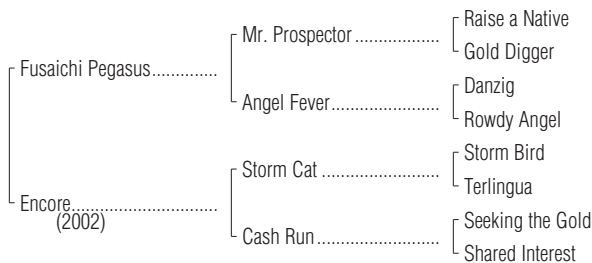 Raise a Native
Mr. Prospector ...................
Gold Digger
Fusaichi Pegasus..............
Danzig
Angel Fever........................
Rowdy Angel
Storm Bird
Storm Cat ..........................
Terlingua
Encore................................
(2002)
Seeking the Gold
Cash Run ...........................
Shared Interest